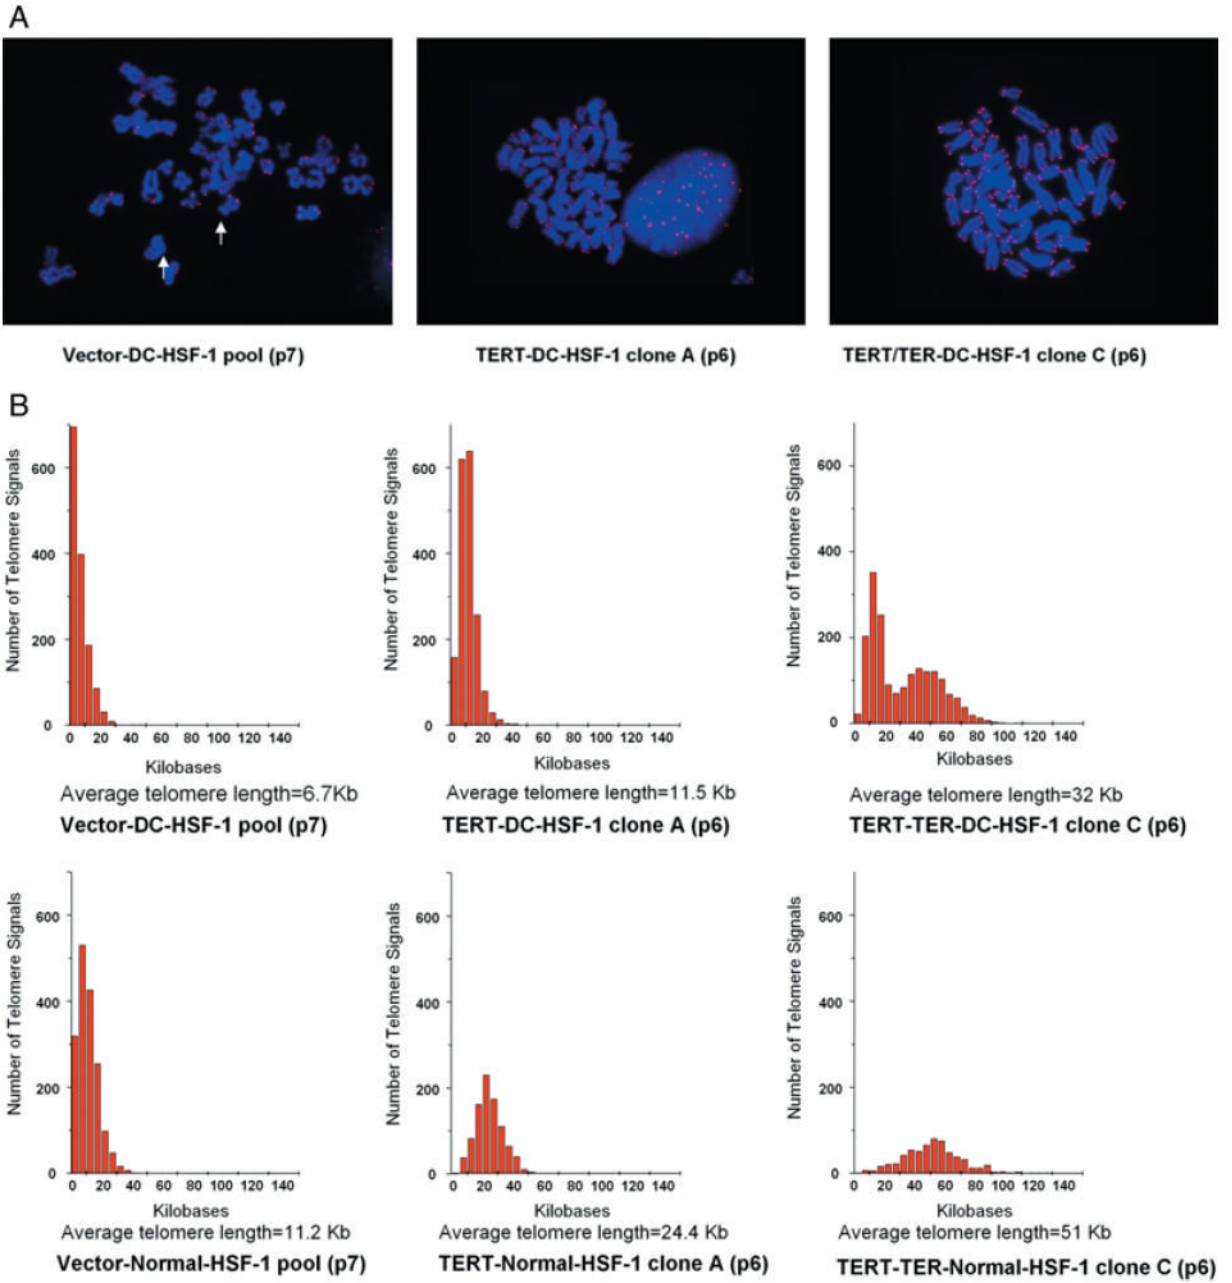 A
Vector-DC-HSF-1 pool (p7)
TERT-DC-HSF-1 clone A (p6)
TERT/TER-DC-HSF-1 clone C (p6)
B
Number of Telomere Signals
600
400
200
0
0 20 40 60 80 100 120 140
Kilobases
Average telomere length=6.7Kb
Vector-DC-HSF-1 pool (p7)
Number of Telomere Signals
600
400
200
0
0 20 40 60 80 100 120 140
Kilobases
Average telomere length=11.5 Kb
TERT-DC-HSF-1 clone A (p6)
Number of Telomere Signals
600
400
200
0
0 20 40 60 80 100 120 140
Kilobases
Average telomere length=32 Kb
TERT-TER-DC-HSF-1 clone C (p6)
Number of Telomere Signals
600
400
200
0
0 20 40 60 80 100 120 140
Kilobases
Average telomere length=11.2 Kb
Vector-Normal-HSF-1 pool (p7)
Number of Telomere Signals
600
400
200
0
0 20 40 60 80 100 120 140
Kilobases
Average telomere length=24.4 Kb
TERT-Normal-HSF-1 clone A (p6)
Number of Telomere Signals
600
400
200
0
0 20 40 60 80 100 120 140
Kilobases
Average telomere length=51 Kb
TERT-TER-Normal-HSF-1 clone C (p6)